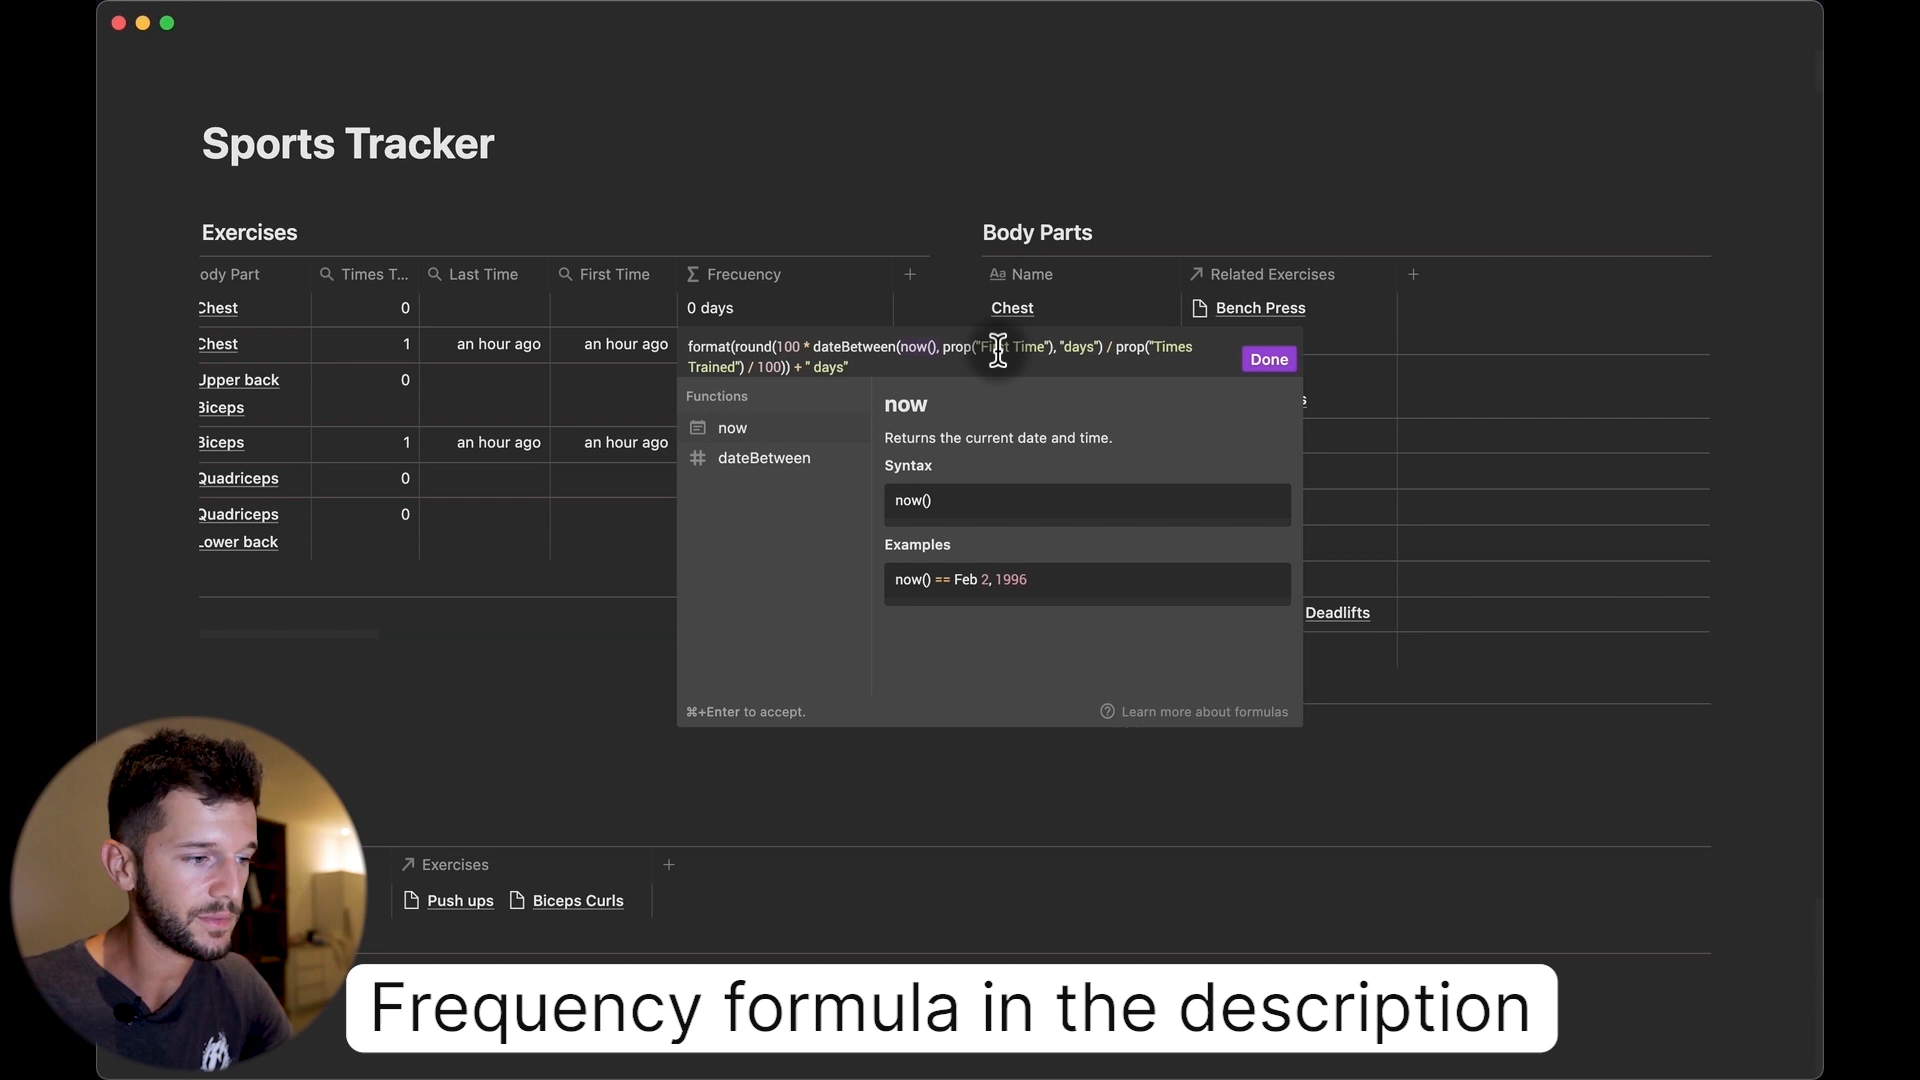 Sports Tracker
Exercises
ody Part Times T... Last Time First Time Frecuency
Chest 0 0 days
Chest 1 an hour ago an hour ago
Upper back 0
Biceps
Biceps 1 an hour ago an hour ago
Quadriceps 0
Quadriceps 0
Lower back
Body Parts
Aa Name Related Exercises
Chest Bench Press
s
Deadlifts
format(round(100 * dateBetween(now(), prop("First Time"), "days") / prop("Times
Trained") / 100)) + " days"
Done
Functions
now
dateBetween
now
Returns the current date and time.
Syntax
now()
Examples
now() == Feb 2, 1996
⌘+Enter to accept.
Learn more about formulas
Exercises
Push ups Biceps Curls
Frequency formula in the description